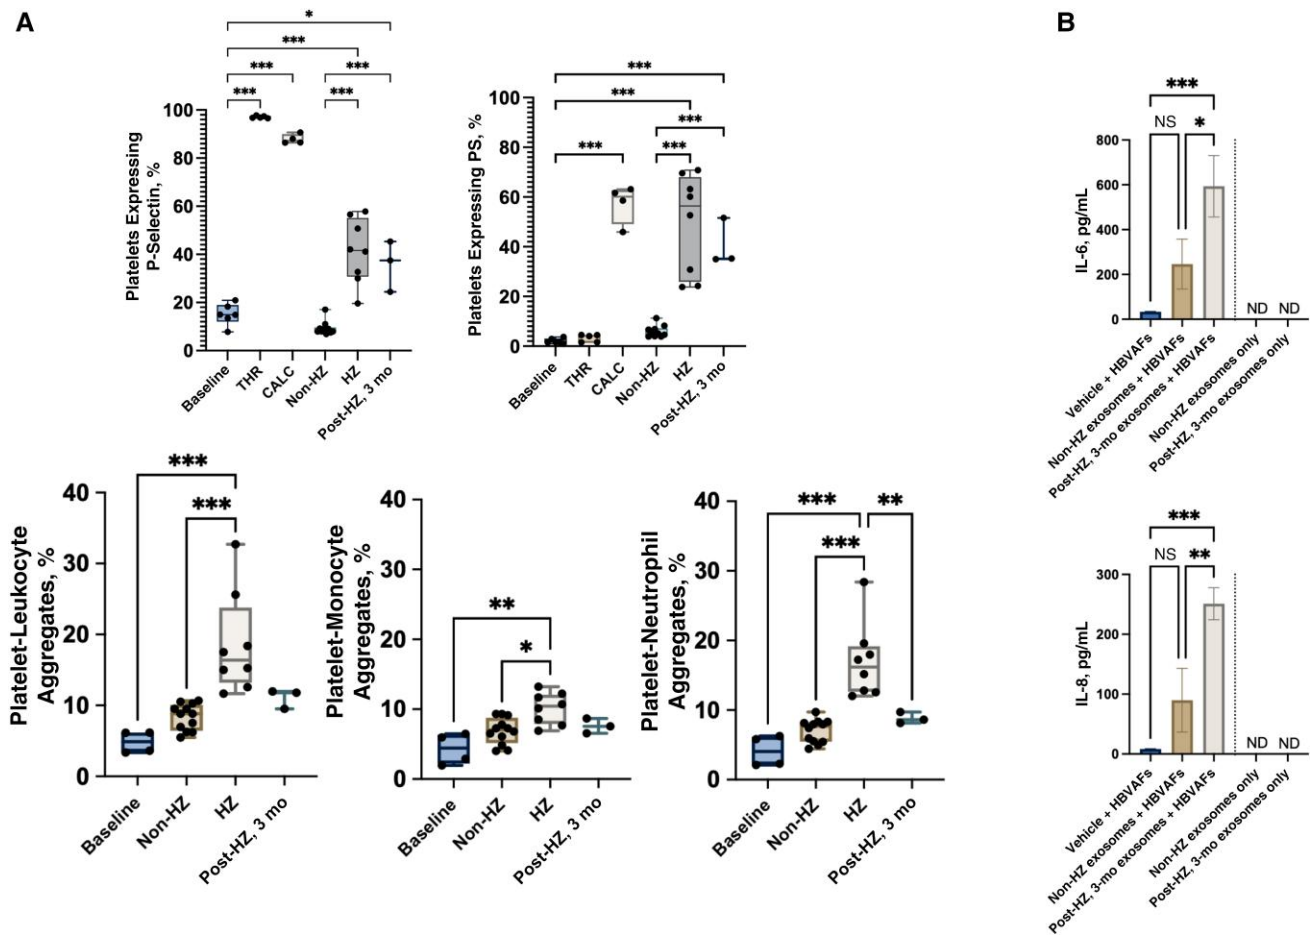 A
*
***
***
***
***
***
Platelets Expressing
P-Selectin, %
100
80
60
40
20
0
Baseline
THR
CALC
Non-HZ
HZ
Post-HZ, 3 mo
***
***
***
***
***
Platelets Expressing PS, %
100
80
60
40
20
0
Baseline
THR
CALC
Non-HZ
HZ
Post-HZ, 3 mo
***
***
Platelet-Leukocyte
Aggregates, %
40
30
20
10
0
Baseline
Non-HZ
HZ
Post-HZ, 3 mo
**
*
Platelet-Monocyte
Aggregates, %
40
30
20
10
0
Baseline
Non-HZ
HZ
Post-HZ, 3 mo
*** **
***
Platelet-Neutrophil
Aggregates, %
40
30
20
10
0
Baseline
Non-HZ
HZ
Post-HZ, 3 mo
B
***
NS *
IL-6, pg/mL
800
600
400
200
0
ND ND
Vehicle + HBVAFs
Non-HZ exosomes + HBVAFs
Post-HZ, 3-mo exosomes + HBVAFs
Non-HZ exosomes only
Post-HZ, 3-mo exosomes only
***
NS **
IL-8, pg/mL
300
200
100
0
ND ND
Vehicle + HBVAFs
Non-HZ exosomes + HBVAFs
Post-HZ, 3-mo exosomes + HBVAFs
Non-HZ exosomes only
Post-HZ, 3-mo exosomes only